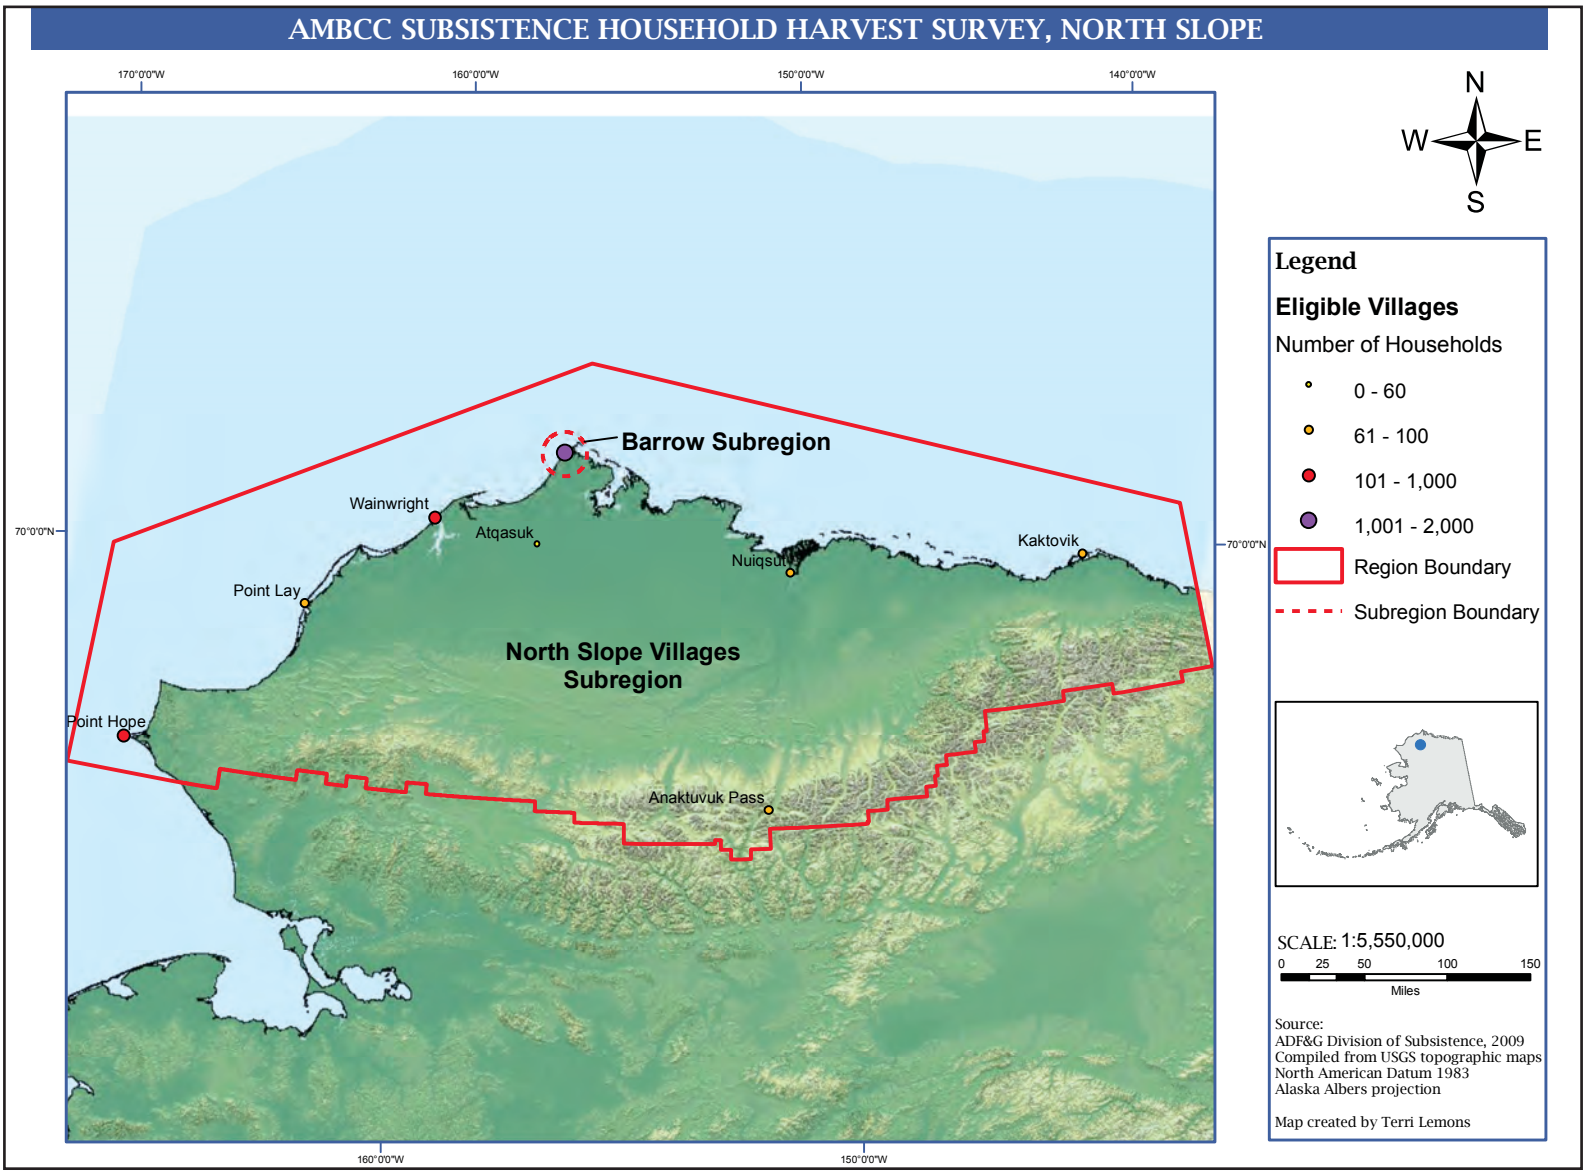 AMBCC SUBSISTENCE HOUSEHOLD HARVEST SURVEY, NORTH SLOPE
170°0'0"W
160°0'0"W
150°0'0"W
140°0'0"W
N
W
E
S
Legend
Eligible Villages
Number of Households
0 - 60
61 - 100
101 - 1,000
1,001 - 2,000
Region Boundary
Subregion Boundary
Barrow Subregion
Wainwright
Atqasuk
70°0'0"N
70°0'0"N
Kaktovik
Nuiqsut
Point Lay
North Slope Villages
Subregion
Point Hope
Anaktuvuk Pass
SCALE: 1:5,550,000
0 25 50 100 150
Miles
Source:
ADF&G Division of Subsistence, 2009
Compiled from USGS topographic maps
North American Datum 1983
Alaska Albers projection
Map created by Terri Lemons
160°0'0"W
150°0'0"W